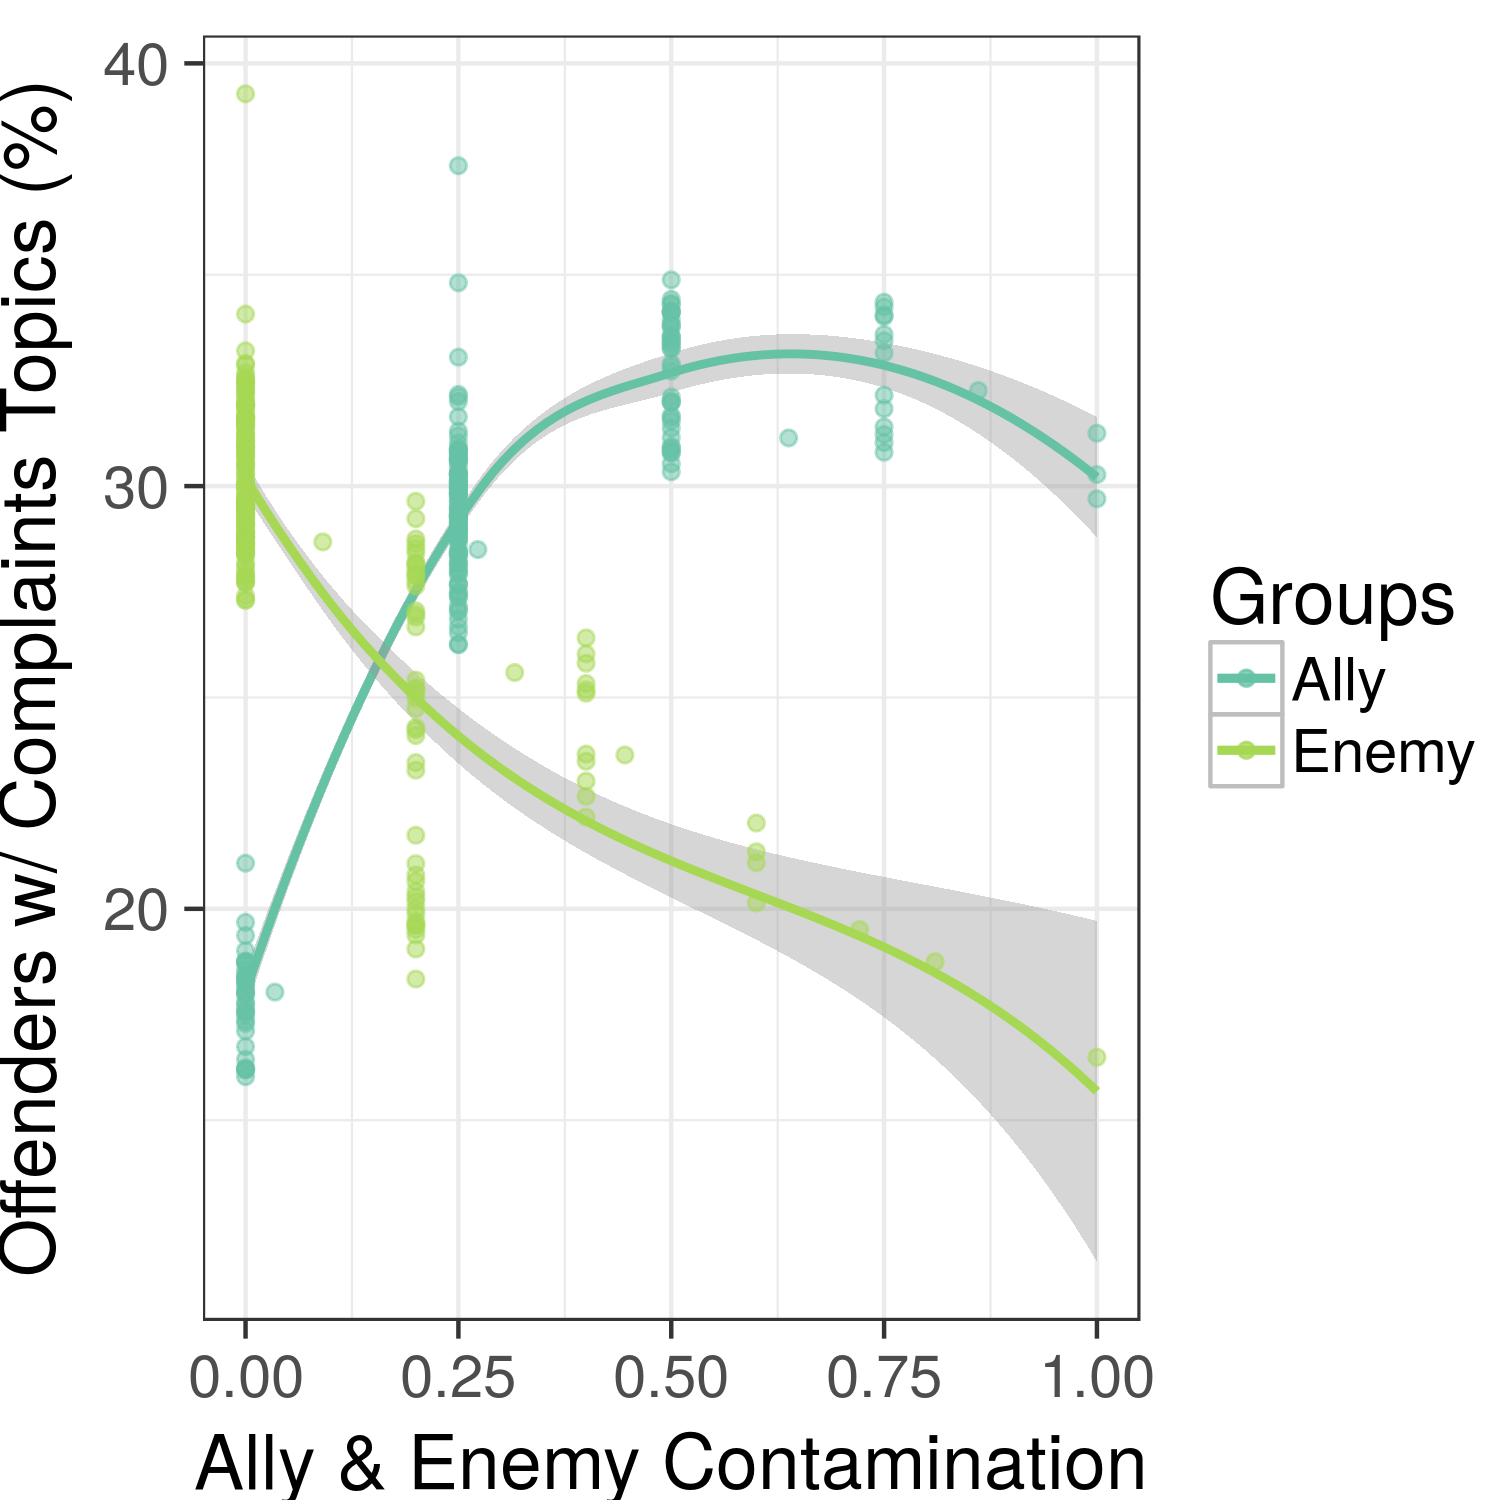 Offenders w/ Complaints Topics (%)
40
30
20
0.00 0.25 0.50 0.75 1.00
Ally & Enemy Contamination
Groups
Ally
Enemy